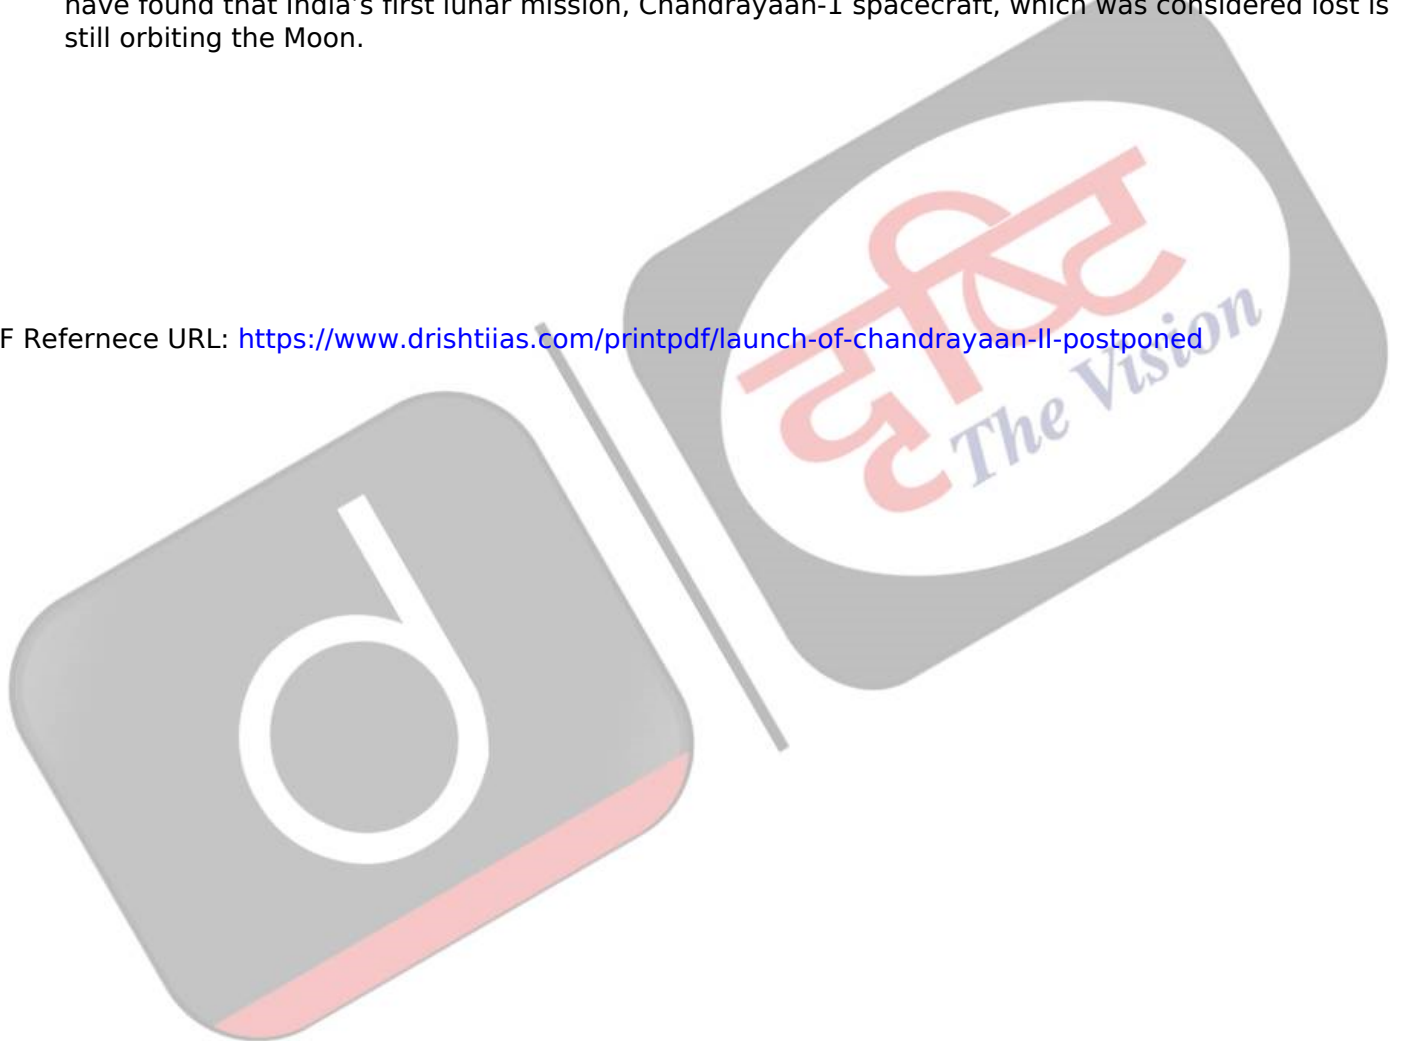 have found that India’s first lunar mission, Chandrayaan-1 spacecraft, which was considered lost is
still orbiting the Moon.
F Refernece URL: https://www.drishtiias.com/printpdf/launch-of-chandrayaan-II-postponed
दृष्टि
The Vision
d